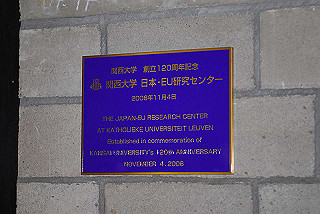 関西大学 創立120周年記念
関西大学 日本・EU研究センター
2006年11月4日
THE JAPAN-EU RESEARCH CENTER
AT KATHOLIEKE UNIVERSITEIT LEUVEN
Established in commemoration of
KANSAI UNIVERSITY's 120th ANNIVERSARY
NOVEMBER 4, 2006